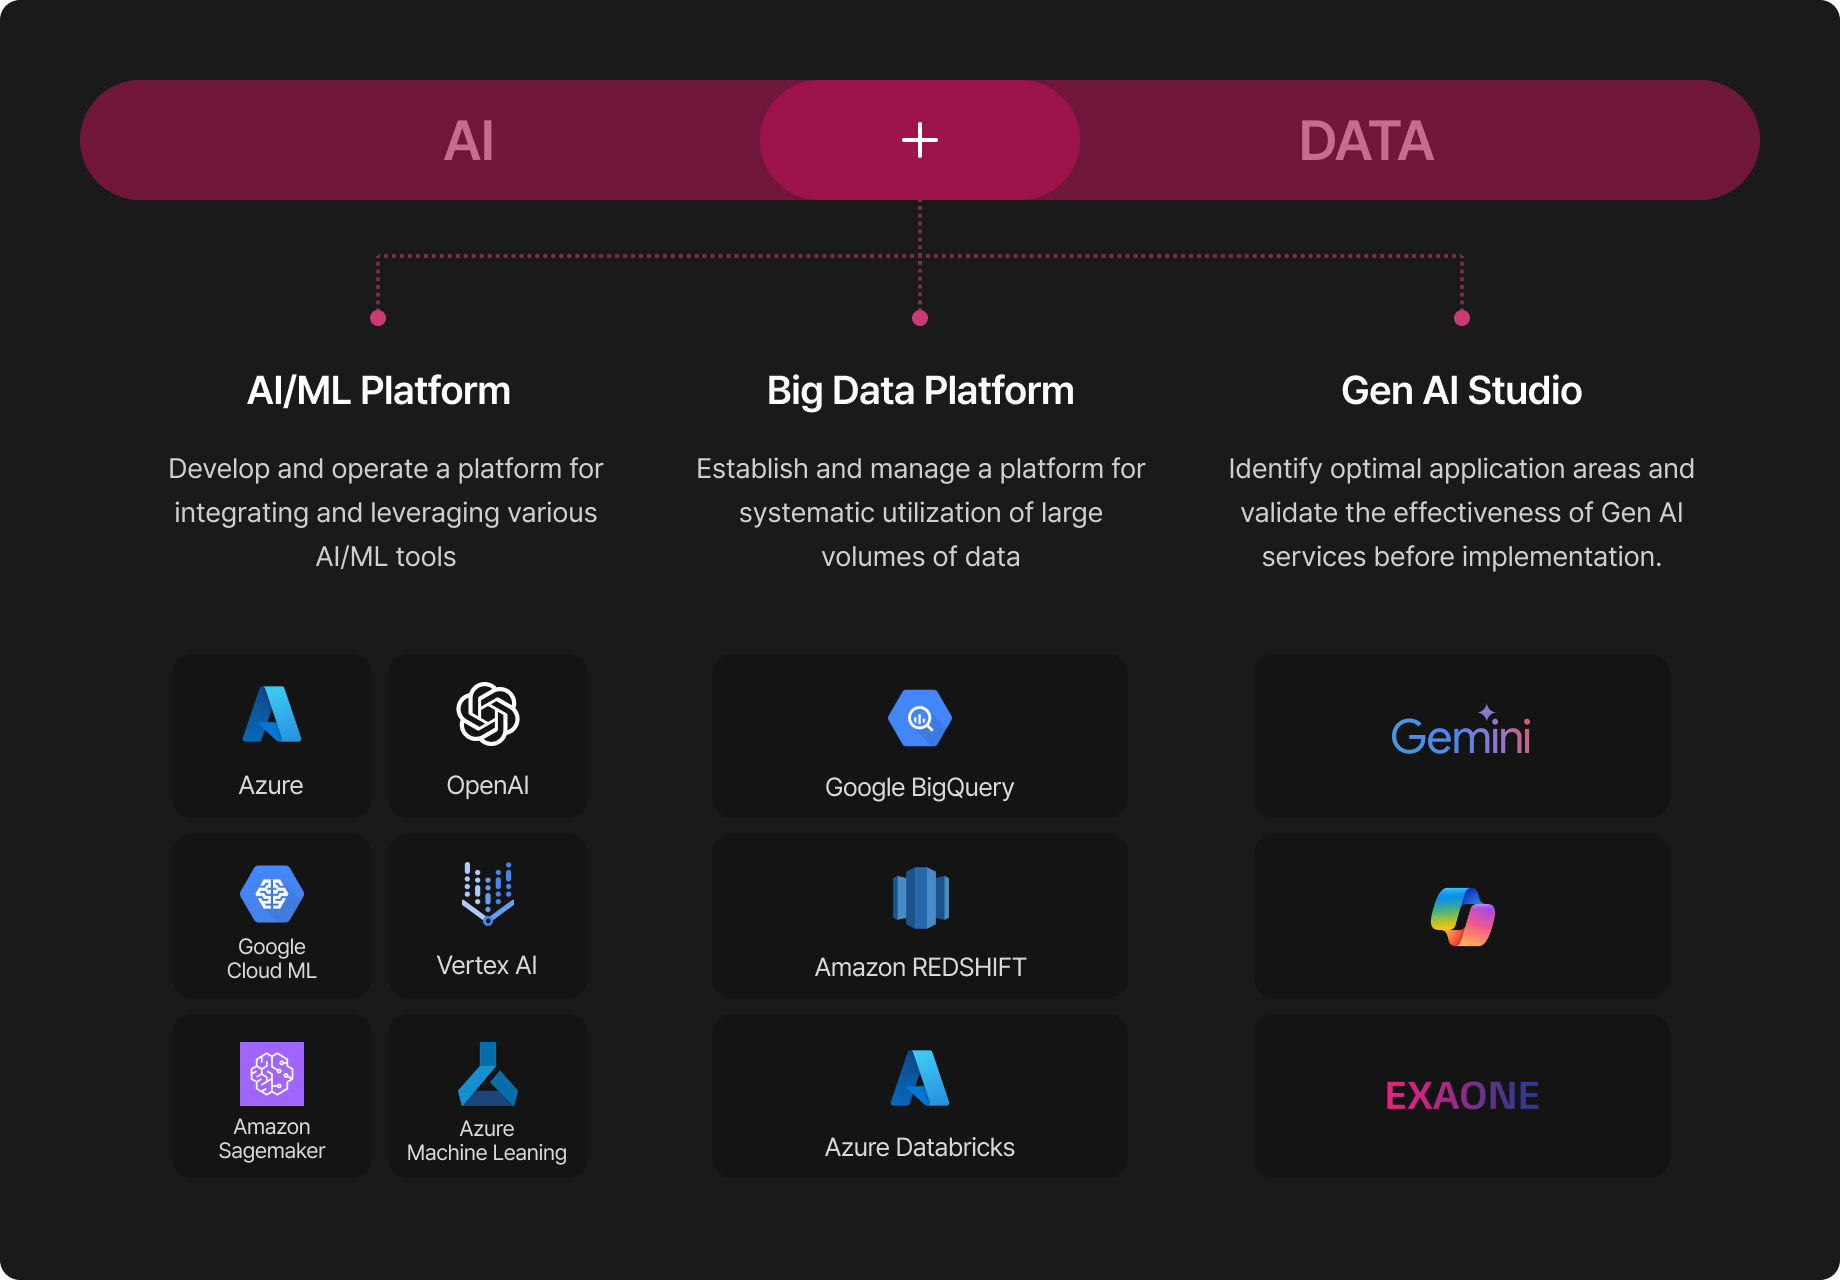 AI
+
DATA
AI/ML Platform
Develop and operate a platform for
integrating and leveraging various
AI/ML tools
Azure
OpenAI
Google
Cloud ML
Vertex AI
Amazon
Sagemaker
Azure
Machine Leaning
Big Data Platform
Establish and manage a platform for
systematic utilization of large
volumes of data
Google BigQuery
Amazon REDSHIFT
Azure Databricks
Gen AI Studio
Identify optimal application areas and
validate the effectiveness of Gen AI
services before implementation.
Gemini
EXAONE